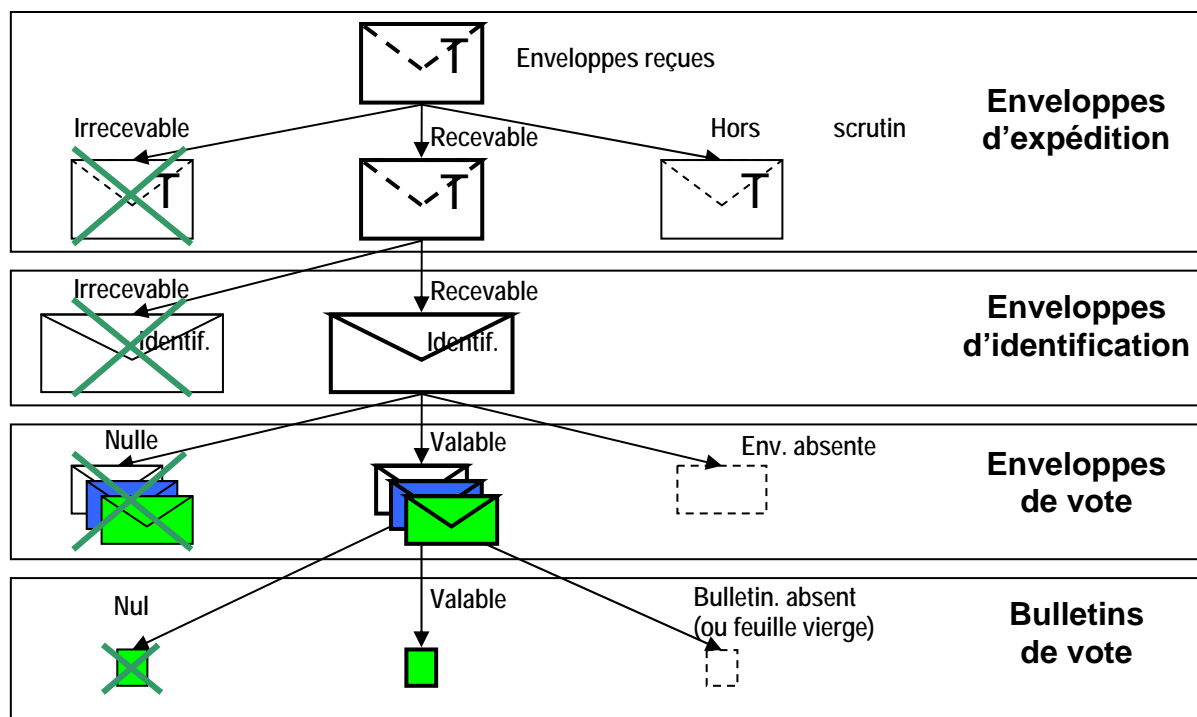 T
Enveloppes reçues
Enveloppes
d'expédition
Irrecevable
Recevable
Hors scrutin
T
T
T
Irrecevable
Recevable
Enveloppes
d'identification
Identif.
Identif.
Nulle
Valable
Env. absente
Enveloppes
de vote
Nul
Valable
Bulletin. absent
(ou feuille vierge)
Bulletins
de vote